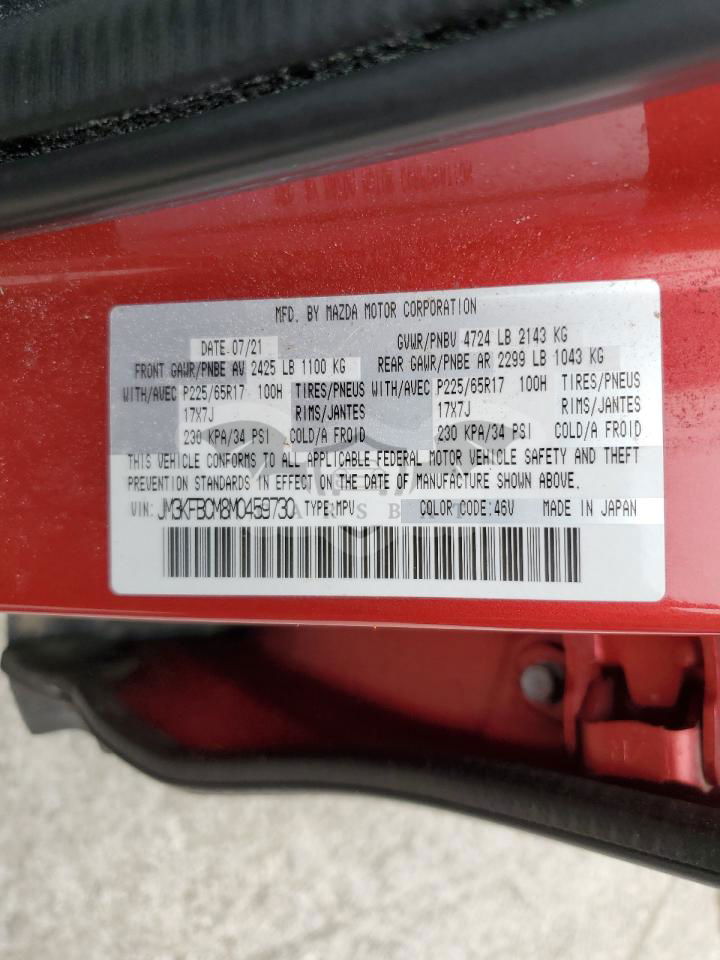 MFD. BY MAZDA MOTOR CORPORATION
DATE 07/21 GVWR/PNBV 4724 LB 2143 KG
FRONT GAWR/PNBE AV 2425 LB 1100 KG REAR GAWR/PNBE AR 2299 LB 1043 KG
WITH/AVEC P225/65R17 100H TIRES/PNEUS WITH/AVEC P225/65R17 100H TIRES/PNEUS
17X7J RIMS/JANTES 17X7J RIMS/JANTES
230 KPA/34 PSI COLD/A FROID 230 KPA/34 PSI COLD/A FROID
THIS VEHICLE CONFORMS TO ALL APPLICABLE FEDERAL MOTOR VEHICLE SAFETY AND THEFT
PREVENTION STANDARDS IN EFFECT ON THE DATE OF MANUFACTURE SHOWN ABOVE.
VIN: JM3KFBCM8M0459730 TYPE:MPV COLOR CODE:46V MADE IN JAPAN